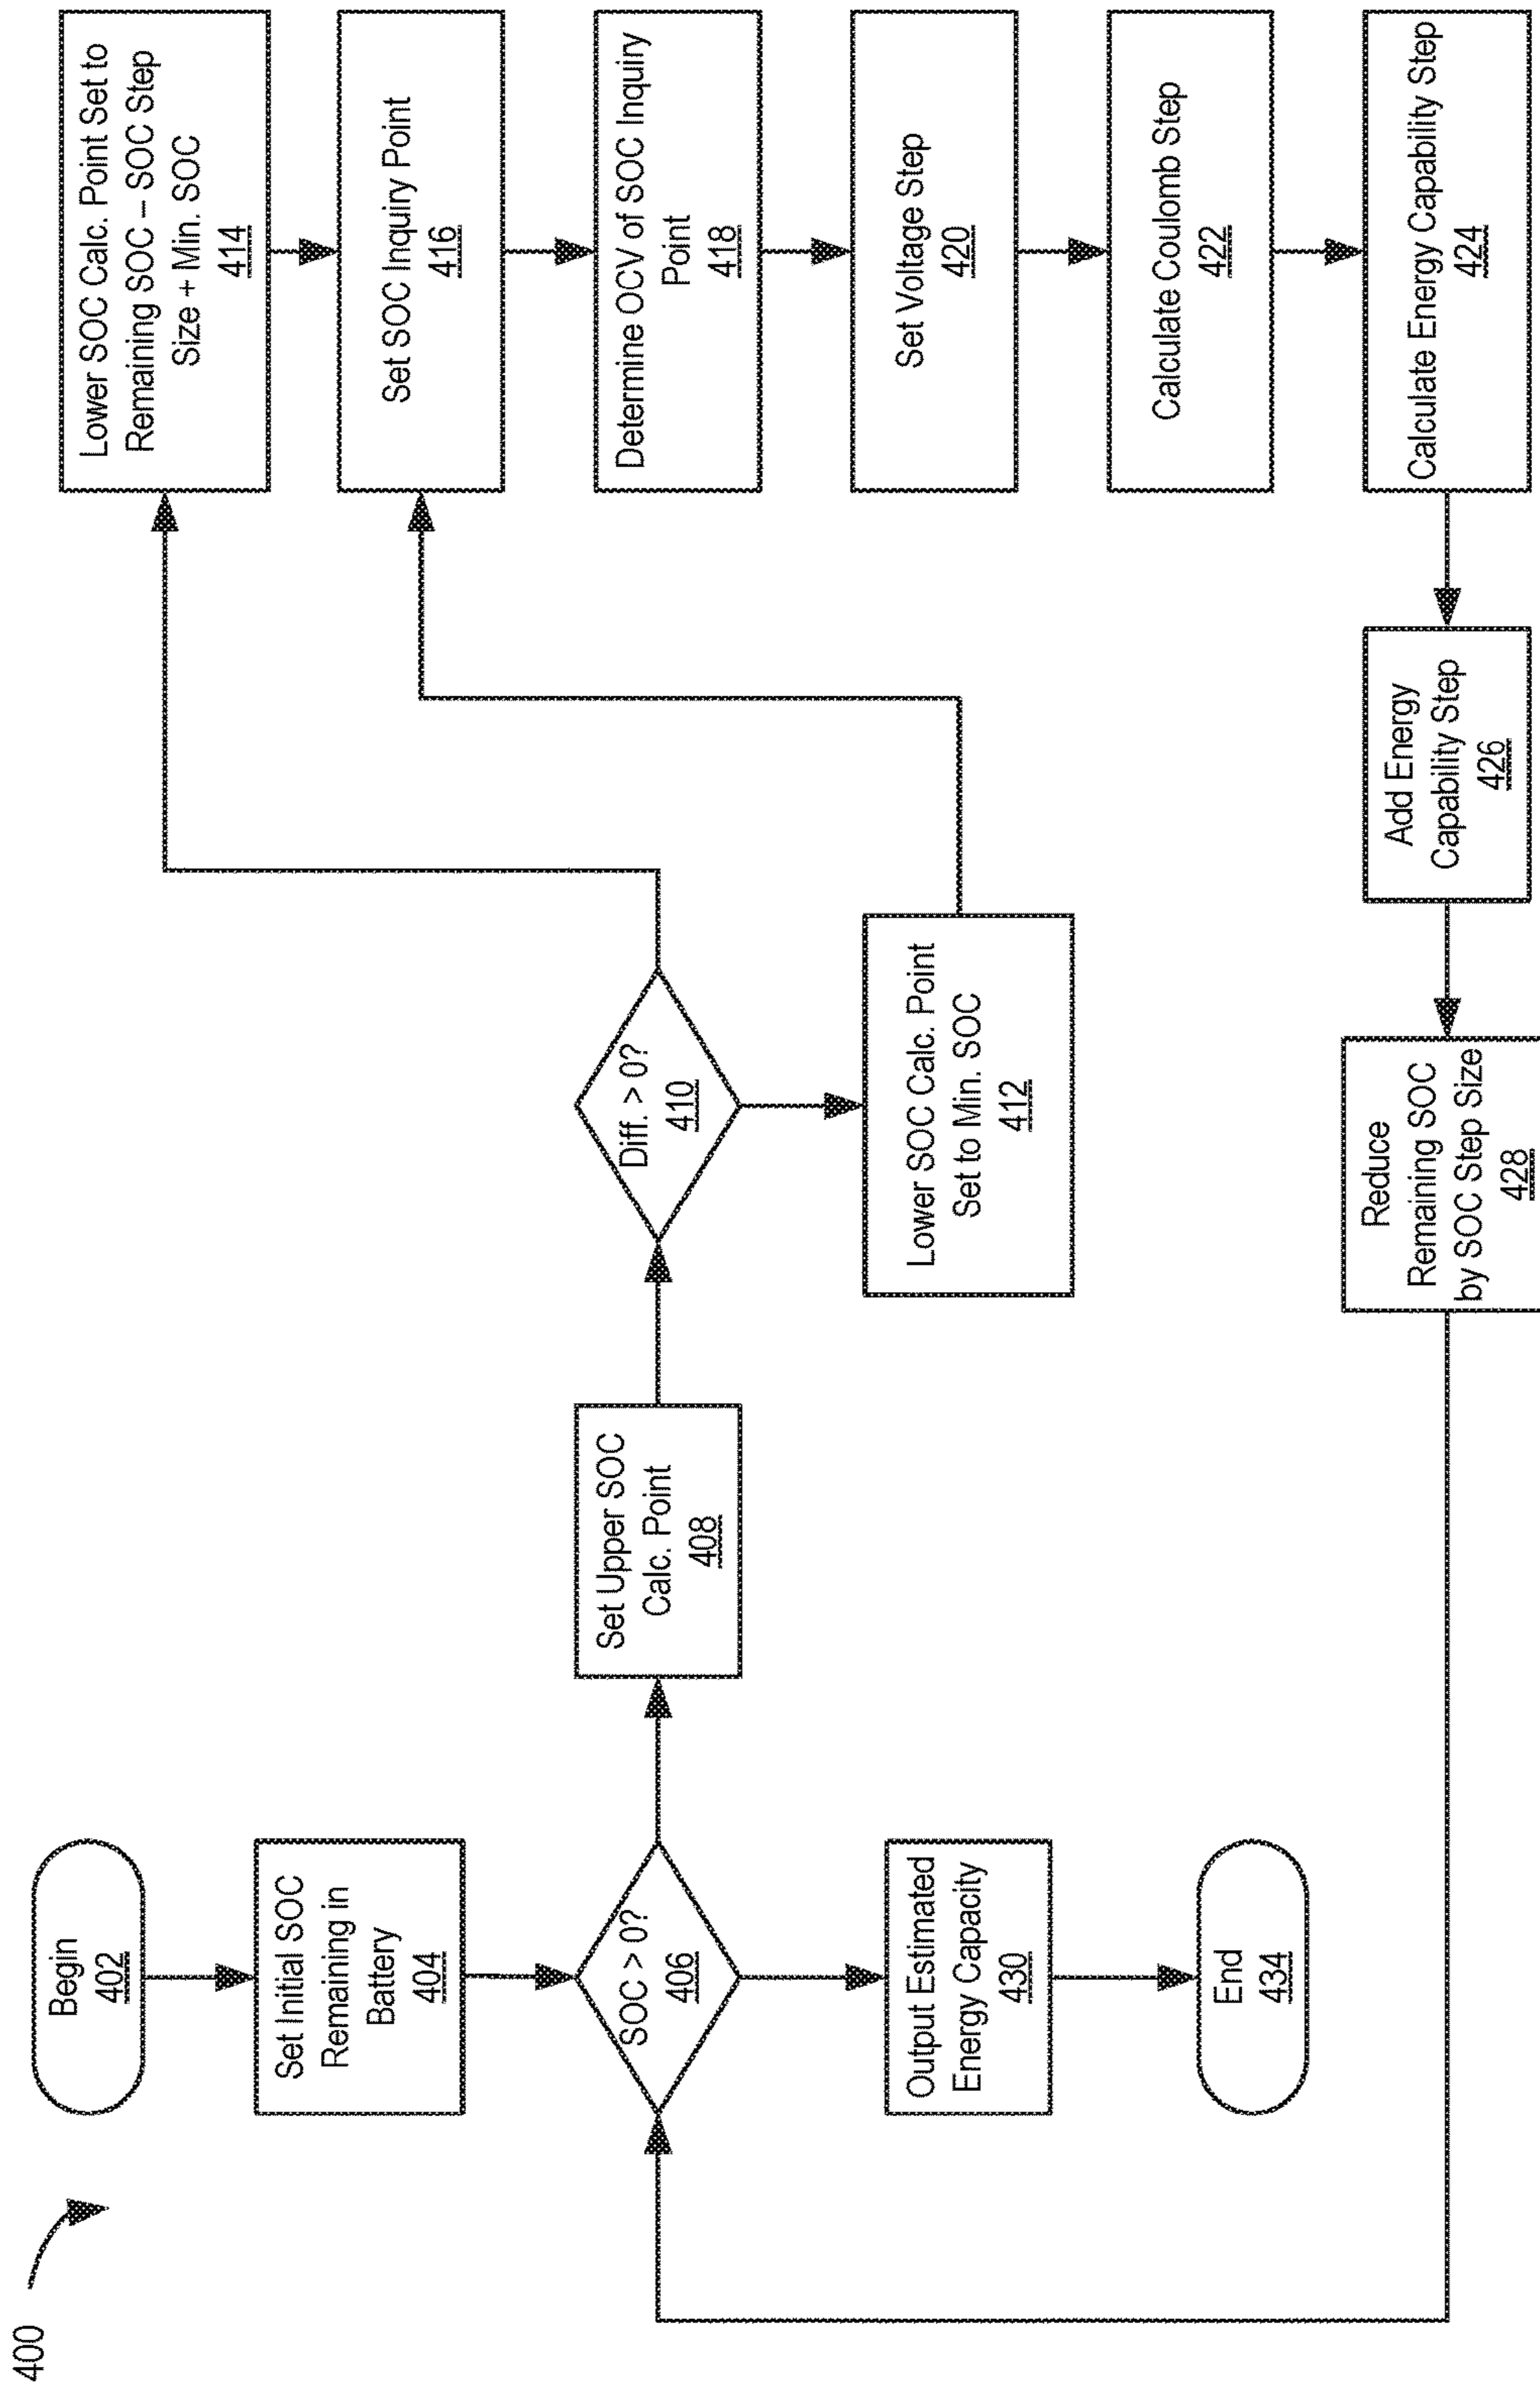 400
Begin
402
Set Initial SOC
Remaining in
Battery
404
SOC > 0?
406
Set Upper SOC
Calc. Point
408
Diff. > 0?
410
Lower SOC Calc. Point
Set to Min. SOC
412
Lower SOC Calc. Point Set to
Remaining SOC – SOC Step
Size + Min. SOC
414
Set SOC Inquiry Point
416
Determine OCV of SOC Inquiry
Point
418
Set Voltage Step
420
Calculate Coulomb Step
422
Calculate Energy Capability Step
424
Add Energy
Capability Step
426
Reduce
Remaining SOC
by SOC Step Size
428
Output Estimated
Energy Capacity
430
End
434